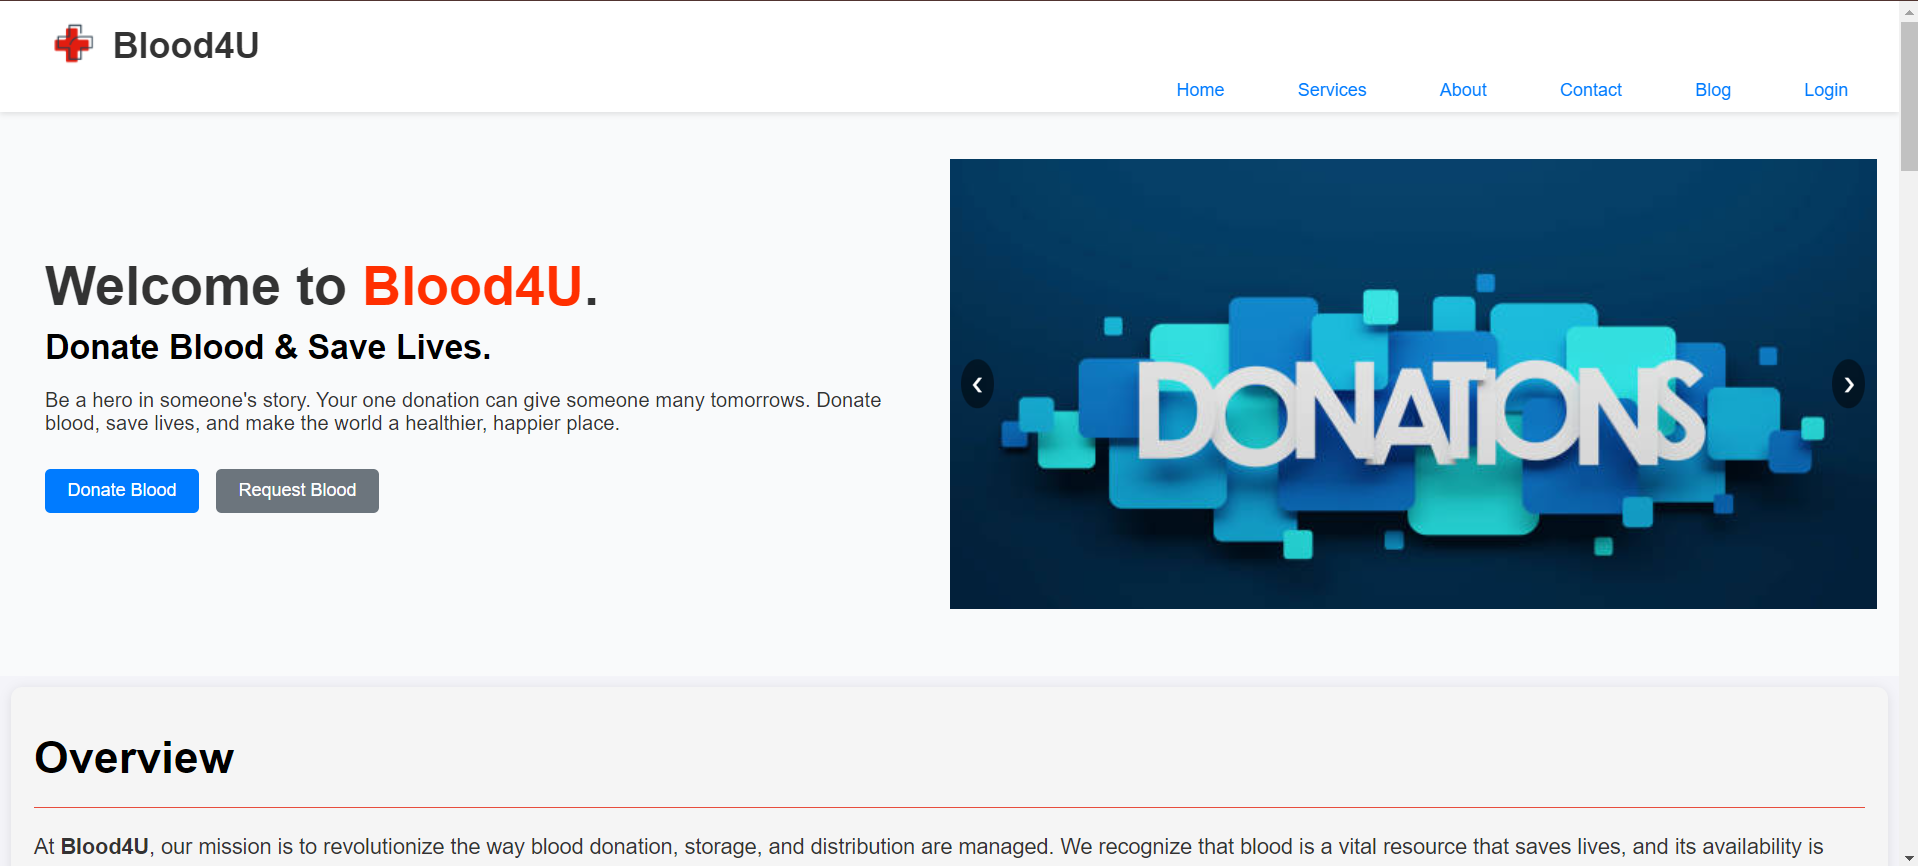 Blood4U
Home Services About Contact Blog Login
Welcome to Blood4U.
Donate Blood & Save Lives.
Be a hero in someone's story. Your one donation can give someone many tomorrows. Donate
blood, save lives, and make the world a healthier, happier place.
Donate Blood Request Blood
DONATIONS
Overview
At Blood4U, our mission is to revolutionize the way blood donation, storage, and distribution are managed. We recognize that blood is a vital resource that saves lives, and its availability is